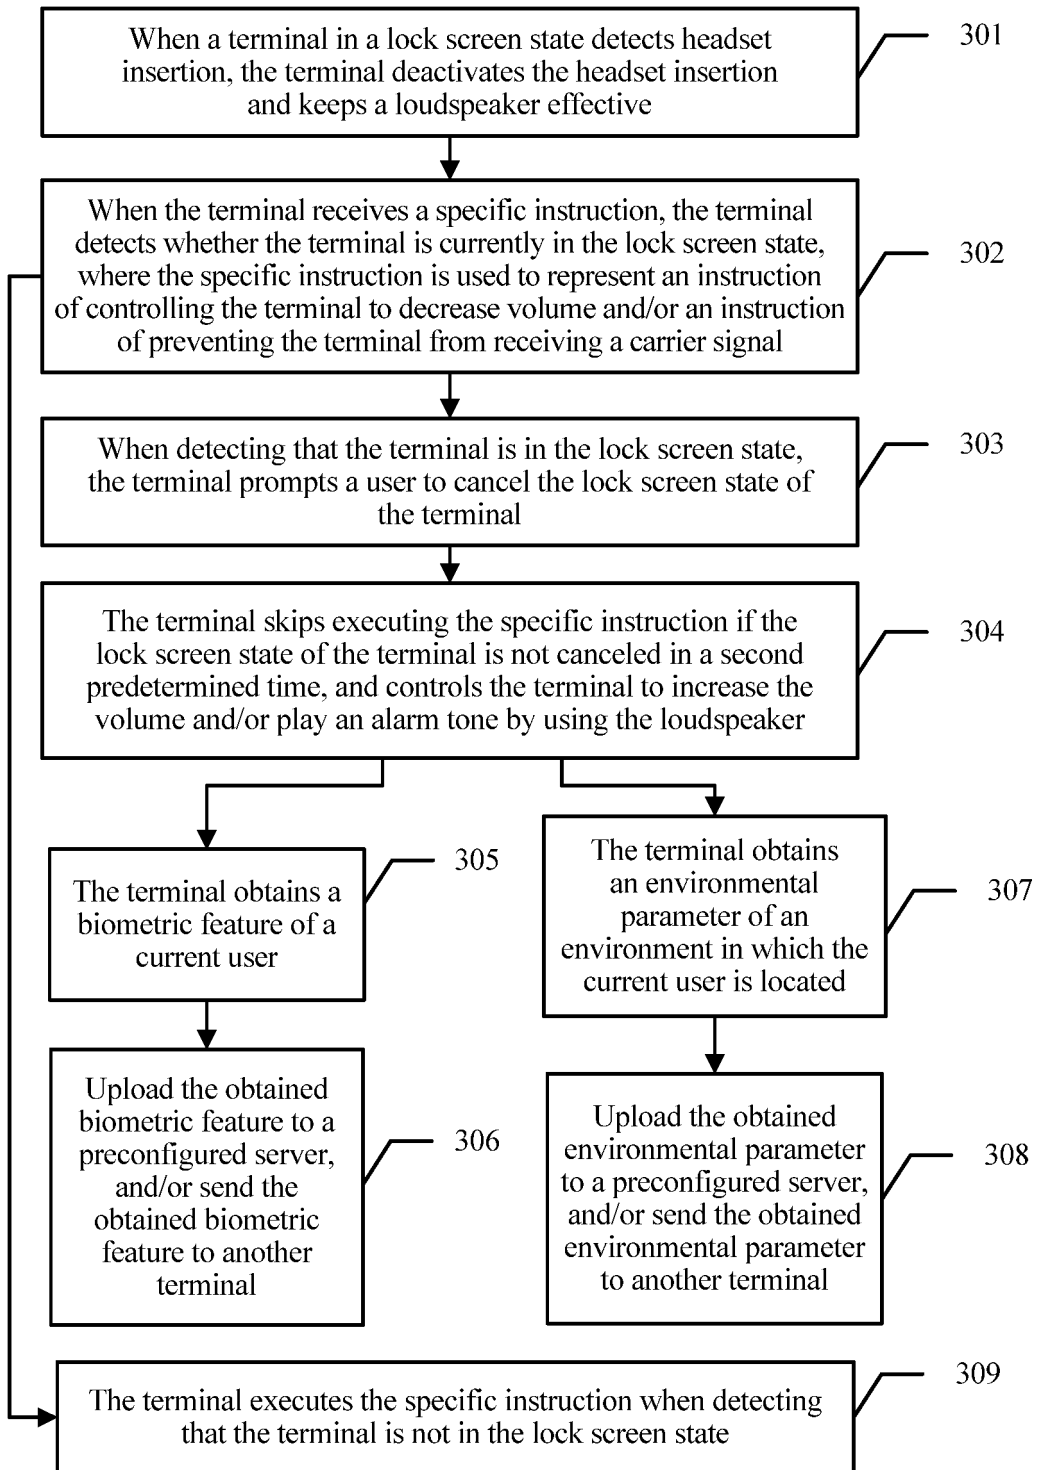 When a terminal in a lock screen state detects headset
insertion, the terminal deactivates the headset insertion
and keeps a loudspeaker effective
301
When the terminal receives a specific instruction, the terminal
detects whether the terminal is currently in the lock screen state,
where the specific instruction is used to represent an instruction
of controlling the terminal to decrease volume and/or an instruction
of preventing the terminal from receiving a carrier signal
302
When detecting that the terminal is in the lock screen state,
the terminal prompts a user to cancel the lock screen state of
the terminal
303
The terminal skips executing the specific instruction if the
lock screen state of the terminal is not canceled in a second
predetermined time, and controls the terminal to increase the
volume and/or play an alarm tone by using the loudspeaker
304
The terminal obtains a
biometric feature of a
current user
305
Upload the obtained
biometric feature to a
preconfigured server,
and/or send the
obtained biometric
feature to another
terminal
306
The terminal obtains
an environmental
parameter of an
environment in which the
current user is located
307
Upload the obtained
environmental parameter
to a preconfigured server,
and/or send the obtained
environmental parameter
to another terminal
308
The terminal executes the specific instruction when detecting
that the terminal is not in the lock screen state
309